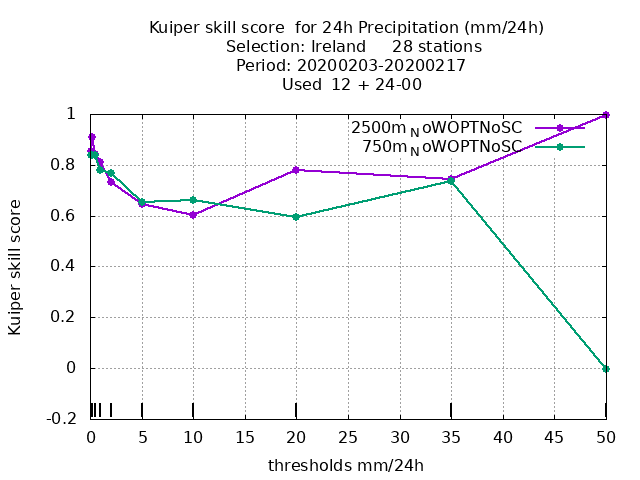 Kuiper skill score  for 24h Precipitation (mm/24h)
Selection: Ireland     28 stations
Period: 20200203-20200217
Used  12 + 24-00
2500m_NoWOPTNoSC
750m_NoWOPTNoSC
Kuiper skill score
1
0.8
0.6
0.4
0.2
0
-0.2
0 5 10 15 20 25 30 35 40 45 50
thresholds mm/24h